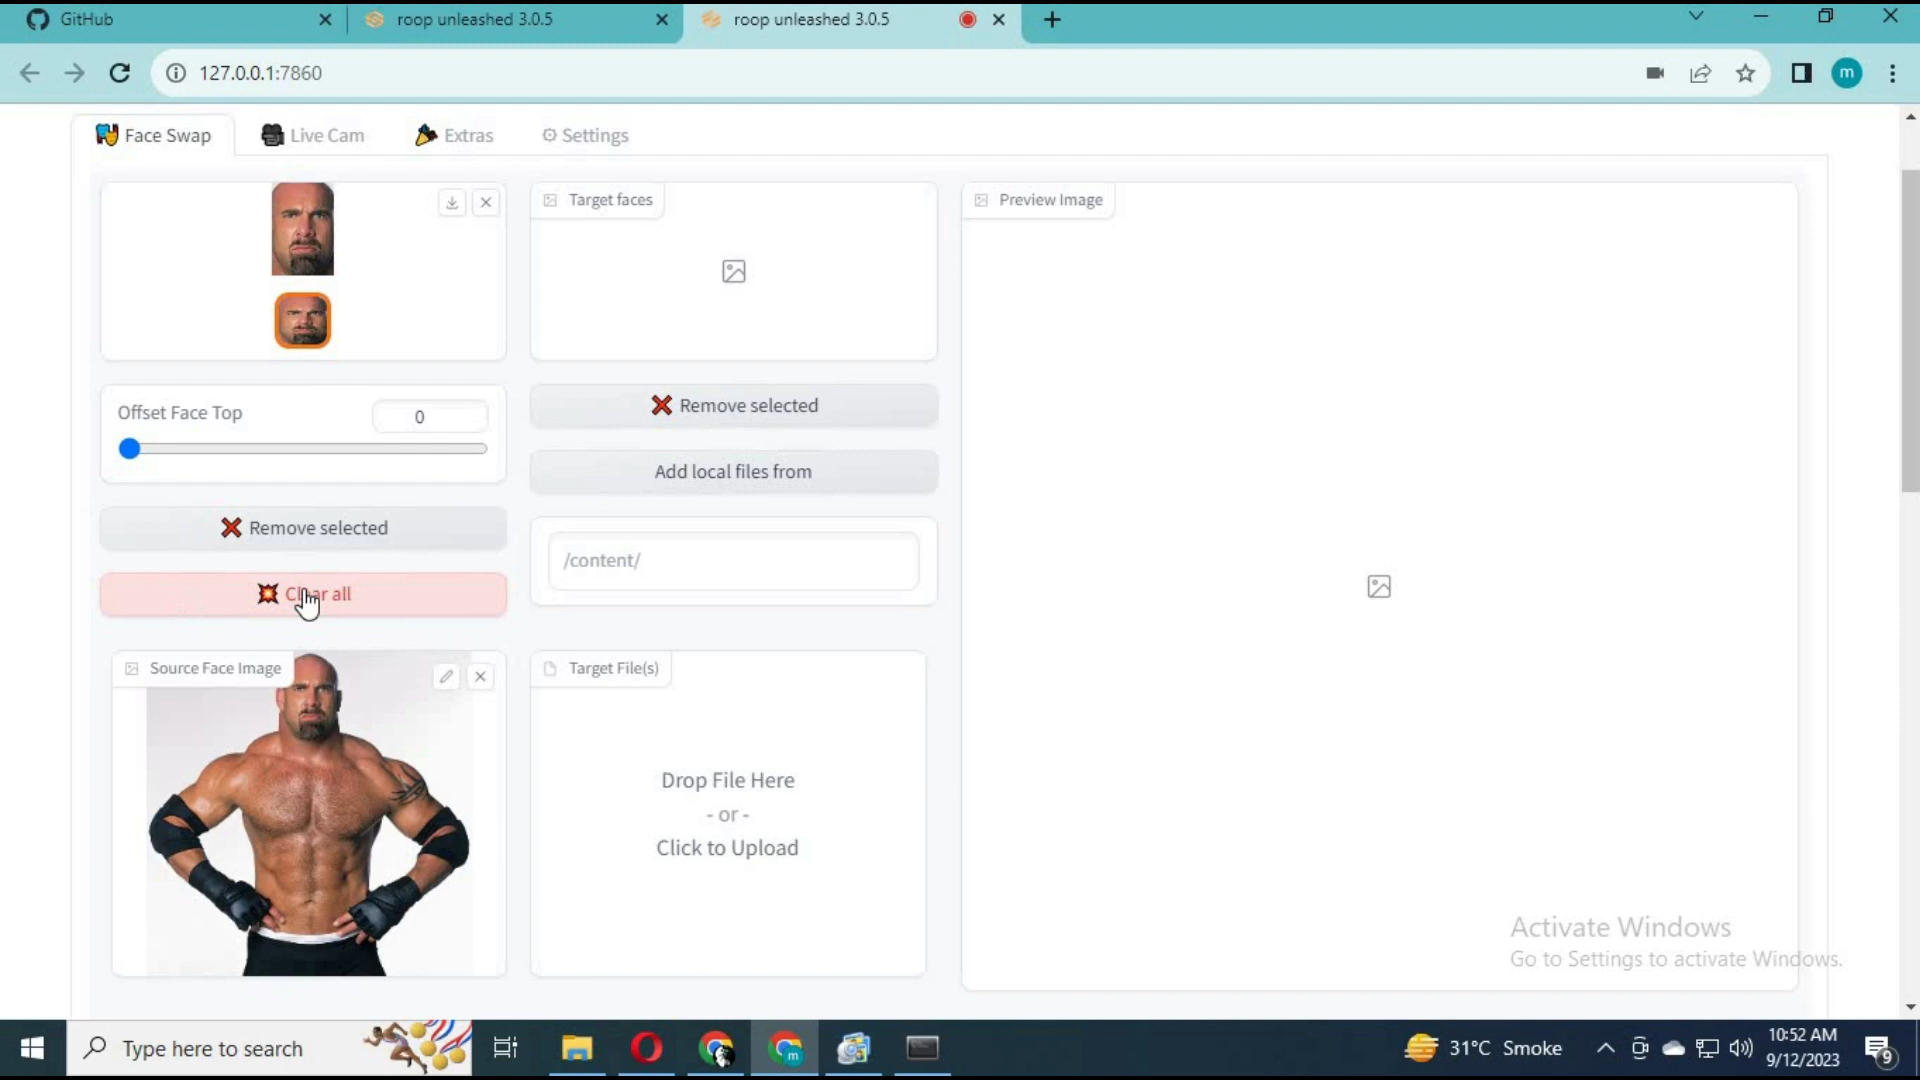 GitHub
roop unleashed 3.0.5
roop unleashed 3.0.5
127.0.0.1:7860
m
Face Swap
Live Cam
Extras
Settings
Target faces
Preview Image
Offset Face Top
0
Remove selected
Add local files from
Remove selected
/content/
Clear all
Source Face Image
Target File(s)
Drop File Here
- or -
Click to Upload
Activate Windows
Go to Settings to activate Windows.
Type here to search
m
31°C Smoke
10:52 AM
9/12/2023
9